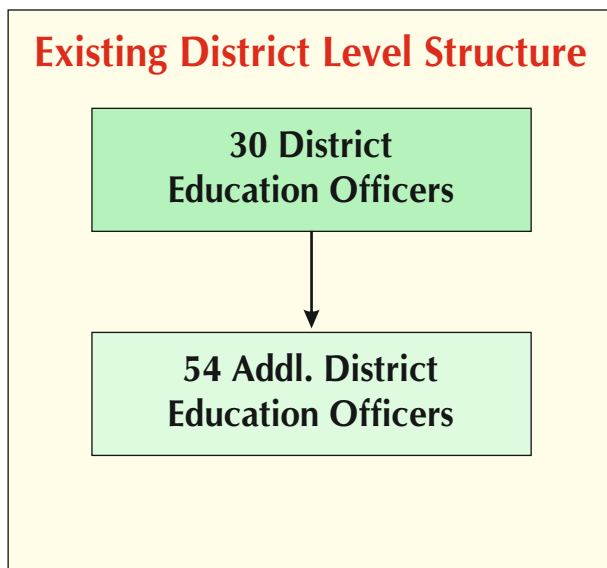 Existing District Level Structure
30 District
Education Officers
54 Addl. District
Education Officers